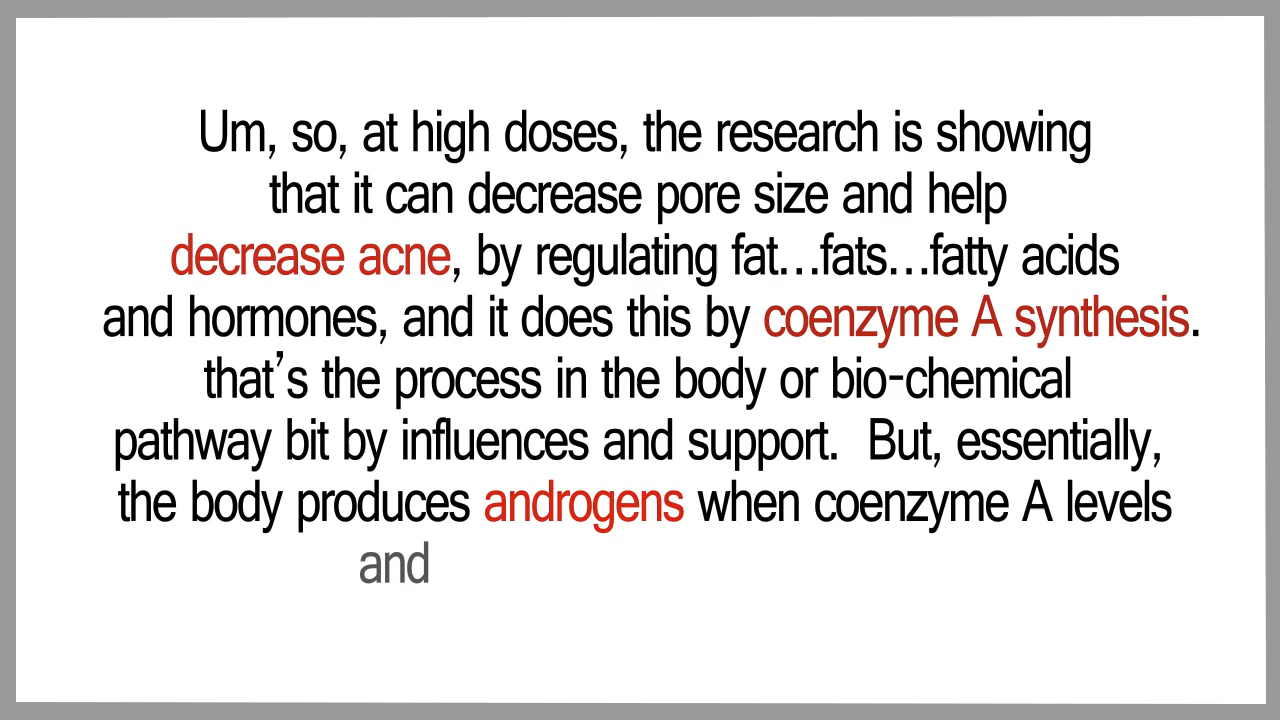 Um, so, at high doses, the research is showing
that it can decrease pore size and help
decrease acne, by regulating fat...fats...fatty acids
and hormones, and it does this by coenzyme A synthesis.
that's the process in the body or bio-chemical
pathway bit by influences and support.  But, essentially,
the body produces androgens when coenzyme A levels
and